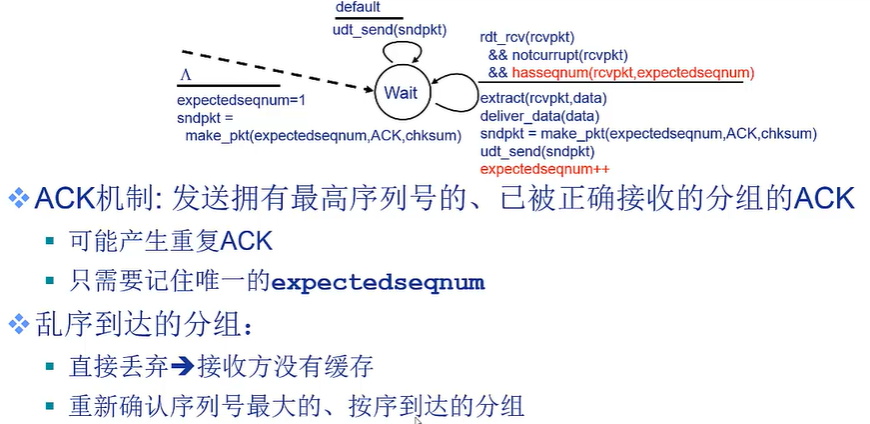 default
udt_send(sndpkt)
Λ
expectedseqnum=1
sndpkt =
make_pkt(expectedseqnum,ACK,chksum)
Wait
rdt_rcv(rcvpkt)
&& notcurrupt(rcvpkt)
&& hasseqnum(rcvpkt,expectedseqnum)
extract(rcvpkt,data)
deliver_data(data)
sndpkt = make_pkt(expectedseqnum,ACK,chksum)
udt_send(sndpkt)
expectedseqnum++
ACK机制: 发送拥有最高序列号的、已被正确接收的分组的ACK
可能产生重复ACK
只需要记住唯一的expectedseqnum
乱序到达的分组：
直接丢弃➔接收方没有缓存
重新确认序列号最大的、按序到达的分组